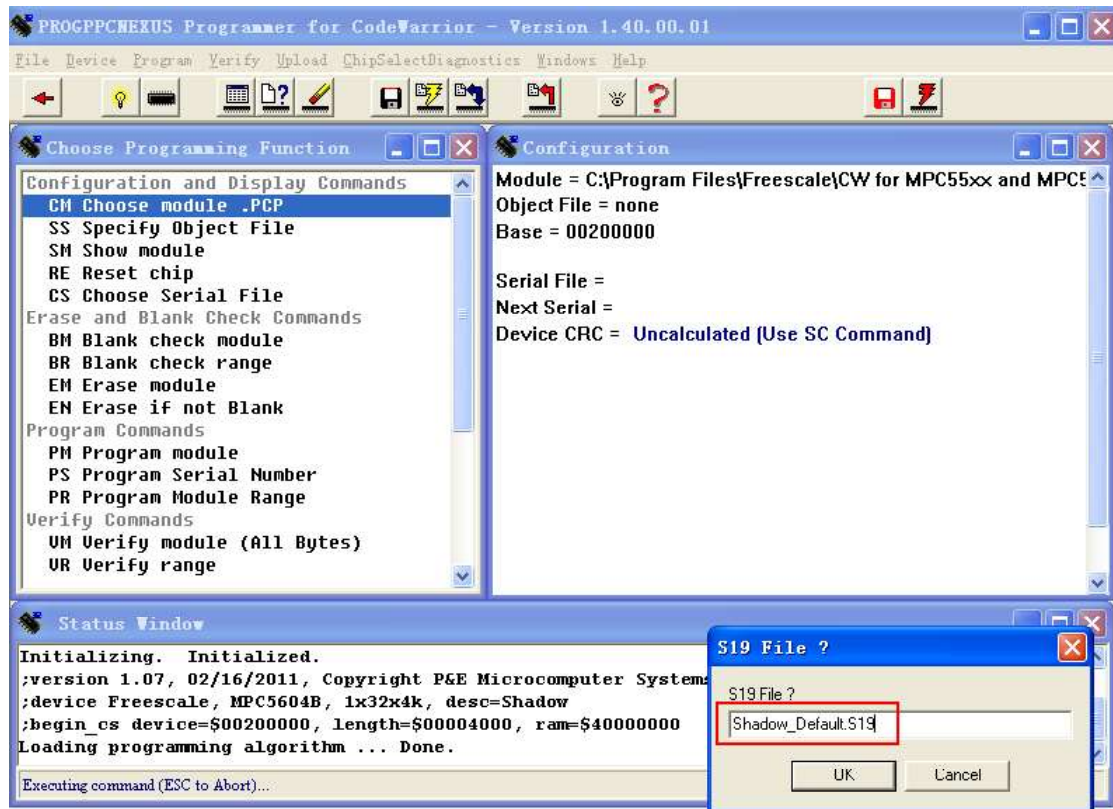 PROGPPCNEXUS Programmer for CodeWarrior - Version 1.40.00.01
File Device Program Verify Upload ChipSelectDiagnostics Windows Help
Choose Programming Function
Configuration and Display Commands
CM Choose module .PCP
SS Specify Object File
SM Show module
RE Reset chip
CS Choose Serial File
Erase and Blank Check Commands
BM Blank check module
BR Blank check range
EM Erase module
EN Erase if not Blank
Program Commands
PM Program module
PS Program Serial Number
PR Program Module Range
Verify Commands
VM Verify module (All Bytes)
VR Verify range
Configuration
Module = C:\Program Files\Freescale\CW for MPC55xx and MPC5
Object File = none
Base = 00200000
Serial File =
Next Serial =
Device CRC = Uncalculated (Use SC Command)
Status Window
Initializing. Initialized.
;version 1.07, 02/16/2011, Copyright P&E Microcomputer Systems
;device Freescale, MPC5604B, 1x32x4k, desc=Shadow
;begin_cs device=$00200000, length=$00004000, ram=$40000000
Loading programming algorithm ... Done.
Executing command (ESC to Abort)...
S19 File ?
S19 File ?
Shadow_Default.S19
OK Cancel